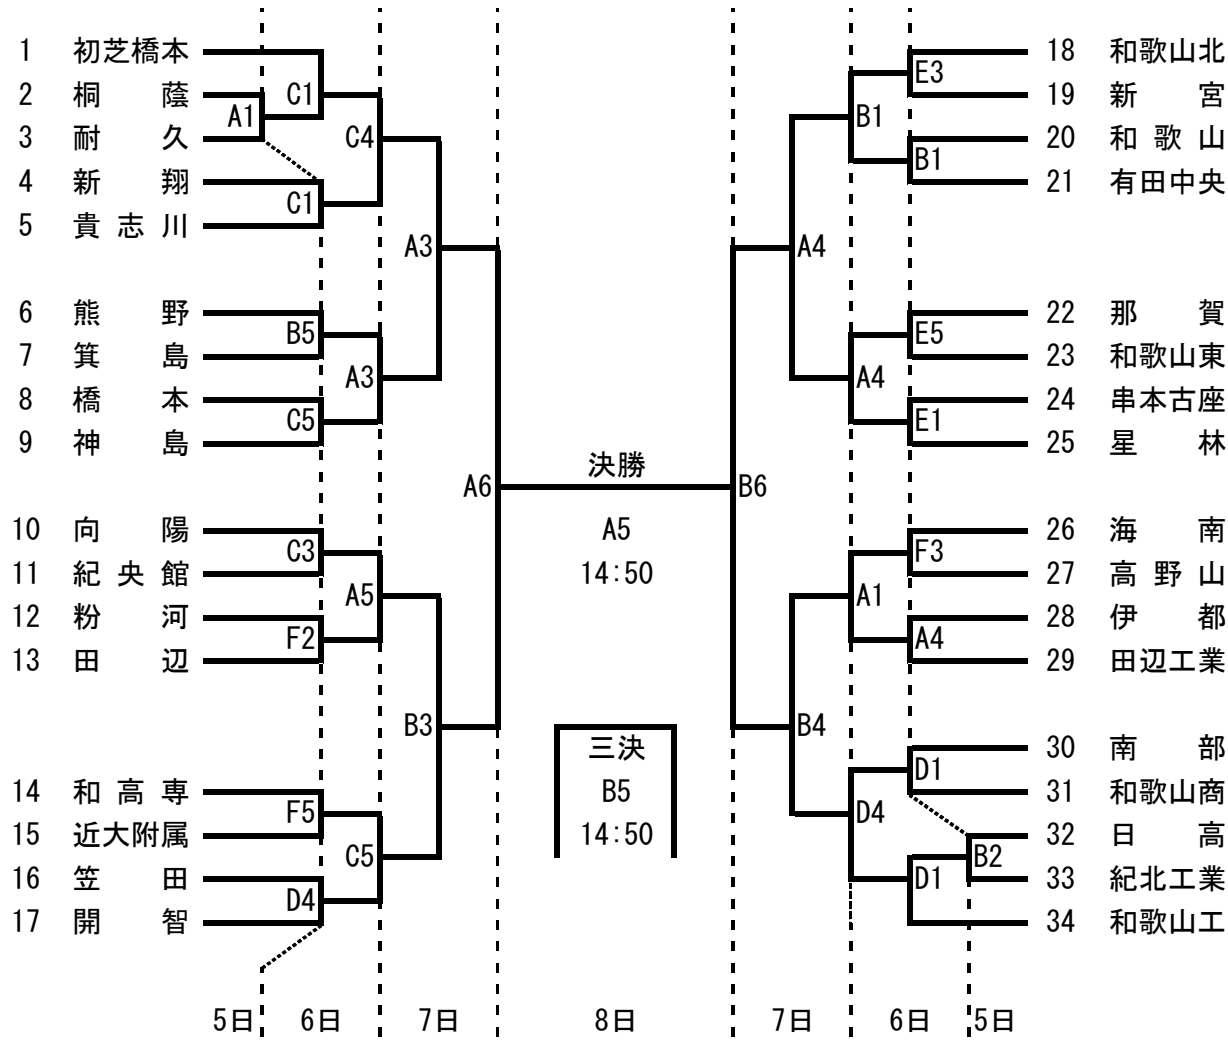 1 初芝橋本
2 桐蔭
3 耐久
4 新翔
5 貴志川
6 熊野
7 箕島
8 橋本
9 神島
10 向陽
11 紀央館
12 粉河
13 田辺
14 和高専
15 近大附属
16 笠田
17 開智
A1
C1
C1
C4
B5
C5
A3
A3
C3
F2
A5
F5
D4
C5
B3
A6
決勝
A5
14:50
三決
B5
14:50
B6
A4
B4
B1
A4
A1
D4
E3
B1
E5
E1
F3
A4
D1
D1
B2
18 和歌山北
19 新宮
20 和歌山
21 有田中央
22 那賀
23 和歌山東
24 串本古座
25 星林
26 海南
27 高野山
28 伊都
29 田辺工業
30 南部
31 和歌山商
32 日高
33 紀北工業
34 和歌山工
5日 6日 7日 8日 7日 6日 5日